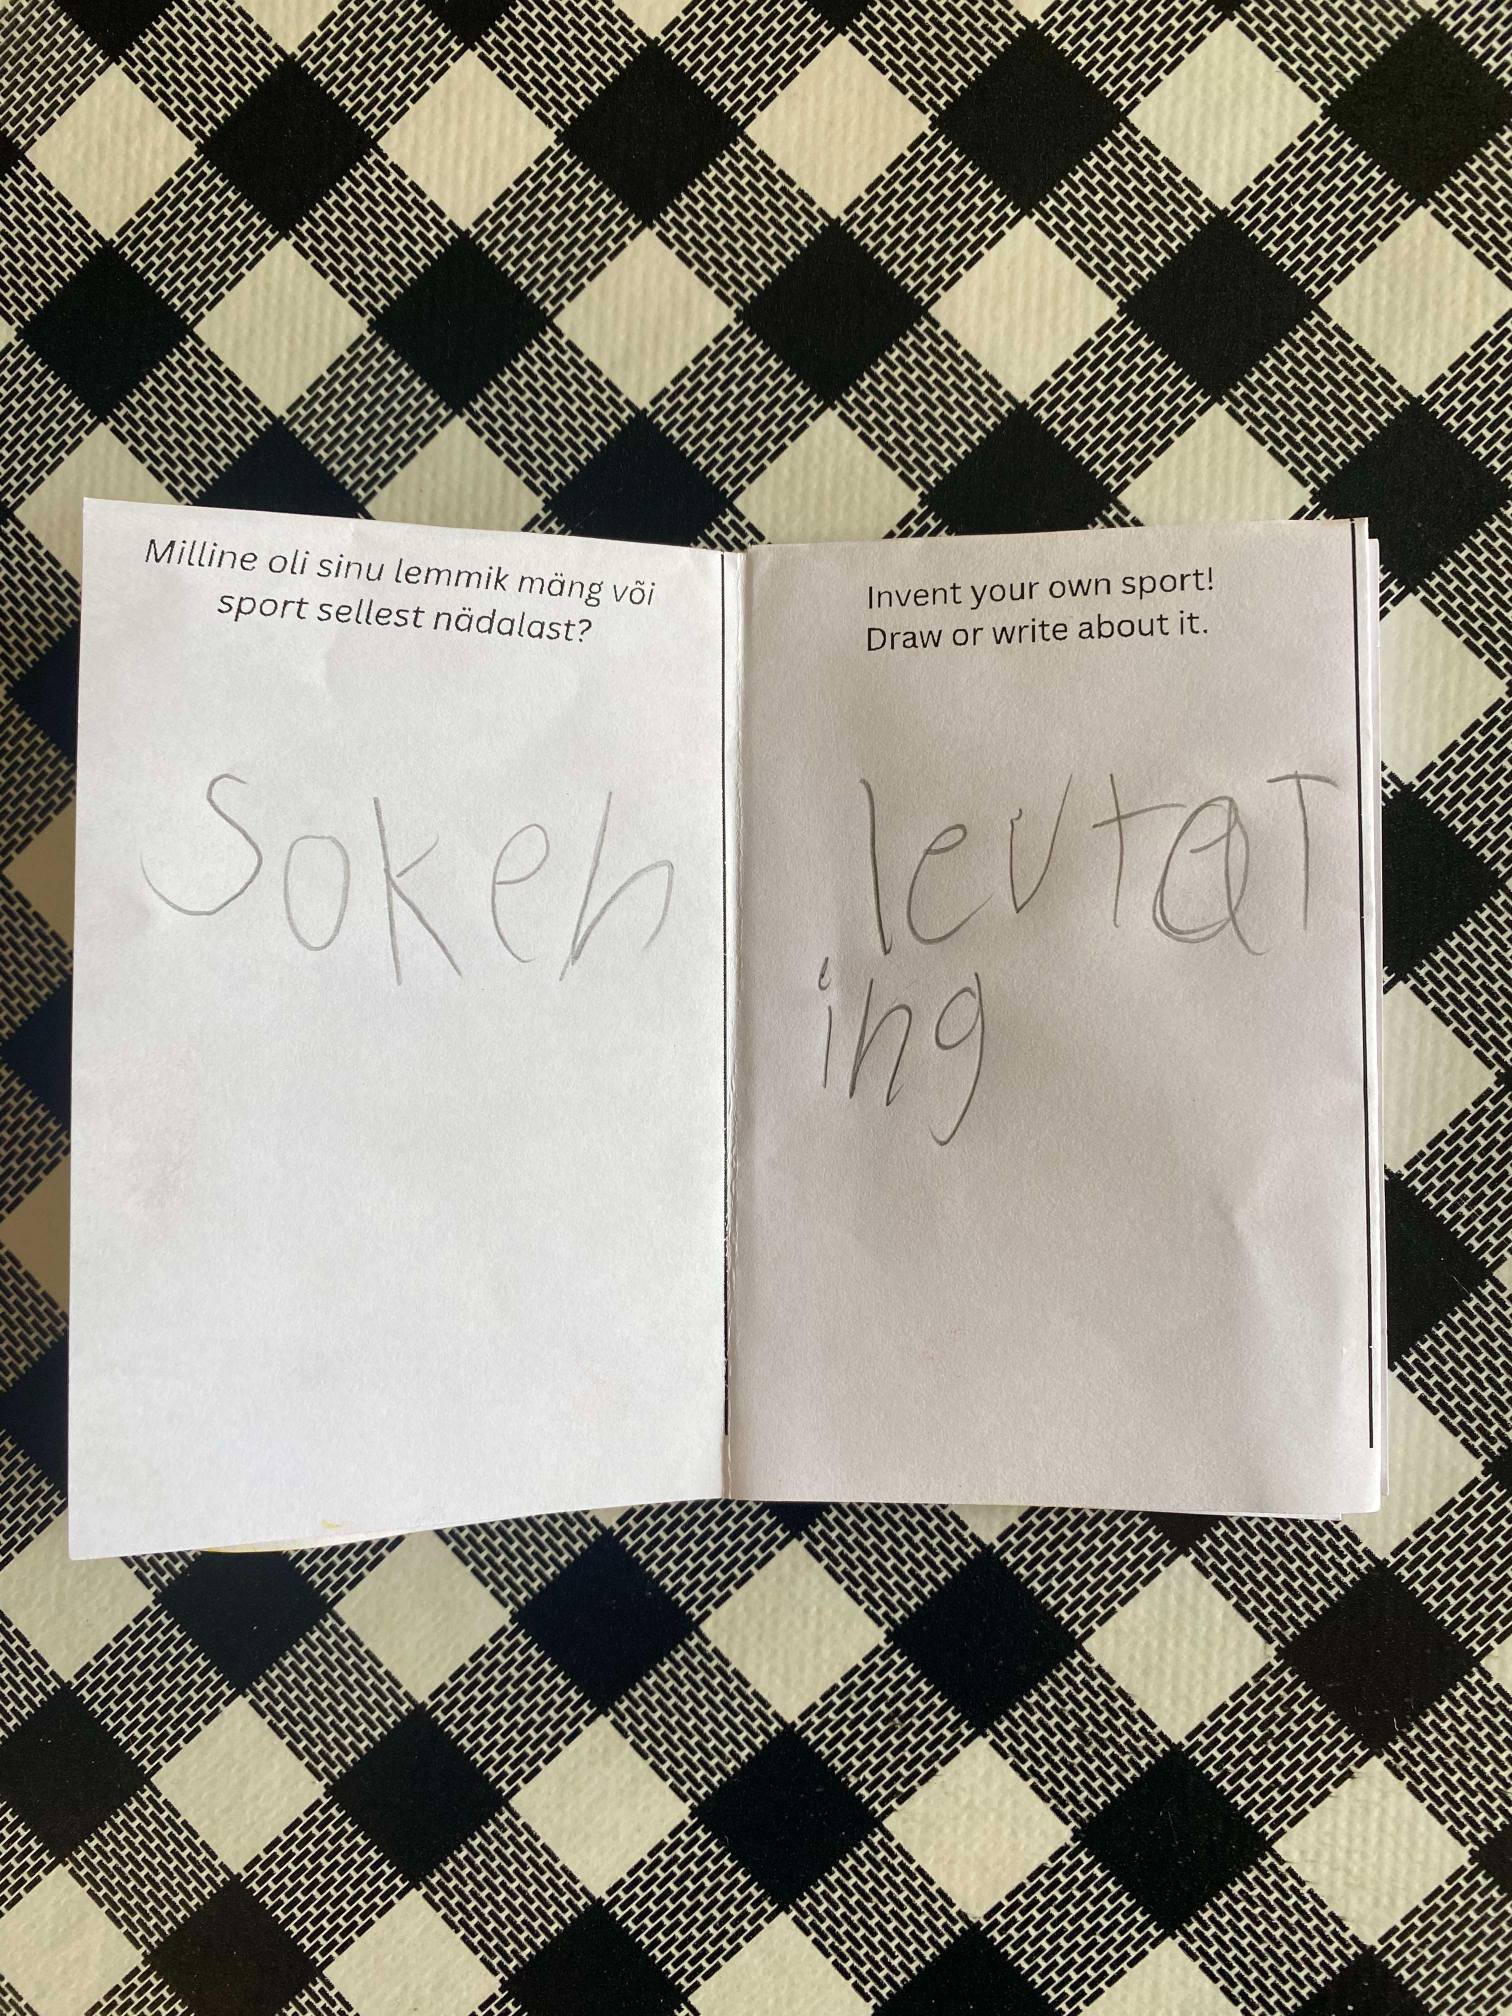 Milline oli sinu lemmik mäng või
sport sellest nädalast?
Sokeh
Invent your own sport!
Draw or write about it.
levtat
ing